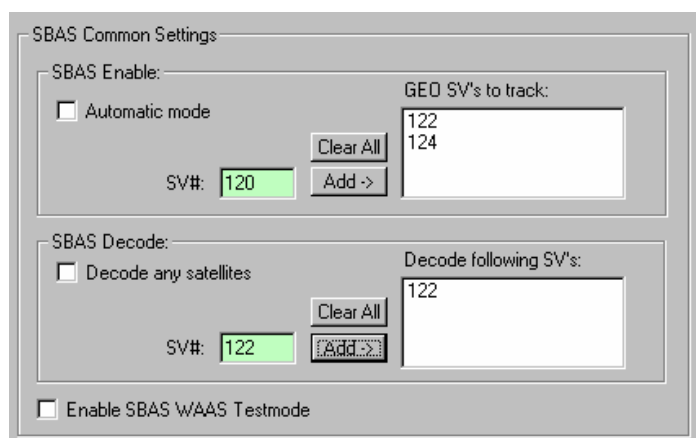 SBAS Common Settings
SBAS Enable:
Automatic mode
GEO SV's to track:
122
124
Clear All
SV#: 120 Add ->
SBAS Decode:
Decode any satellites
Decode following SV's:
122
Clear All
SV#: 122 Add ->
Enable SBAS WAAS Testmode